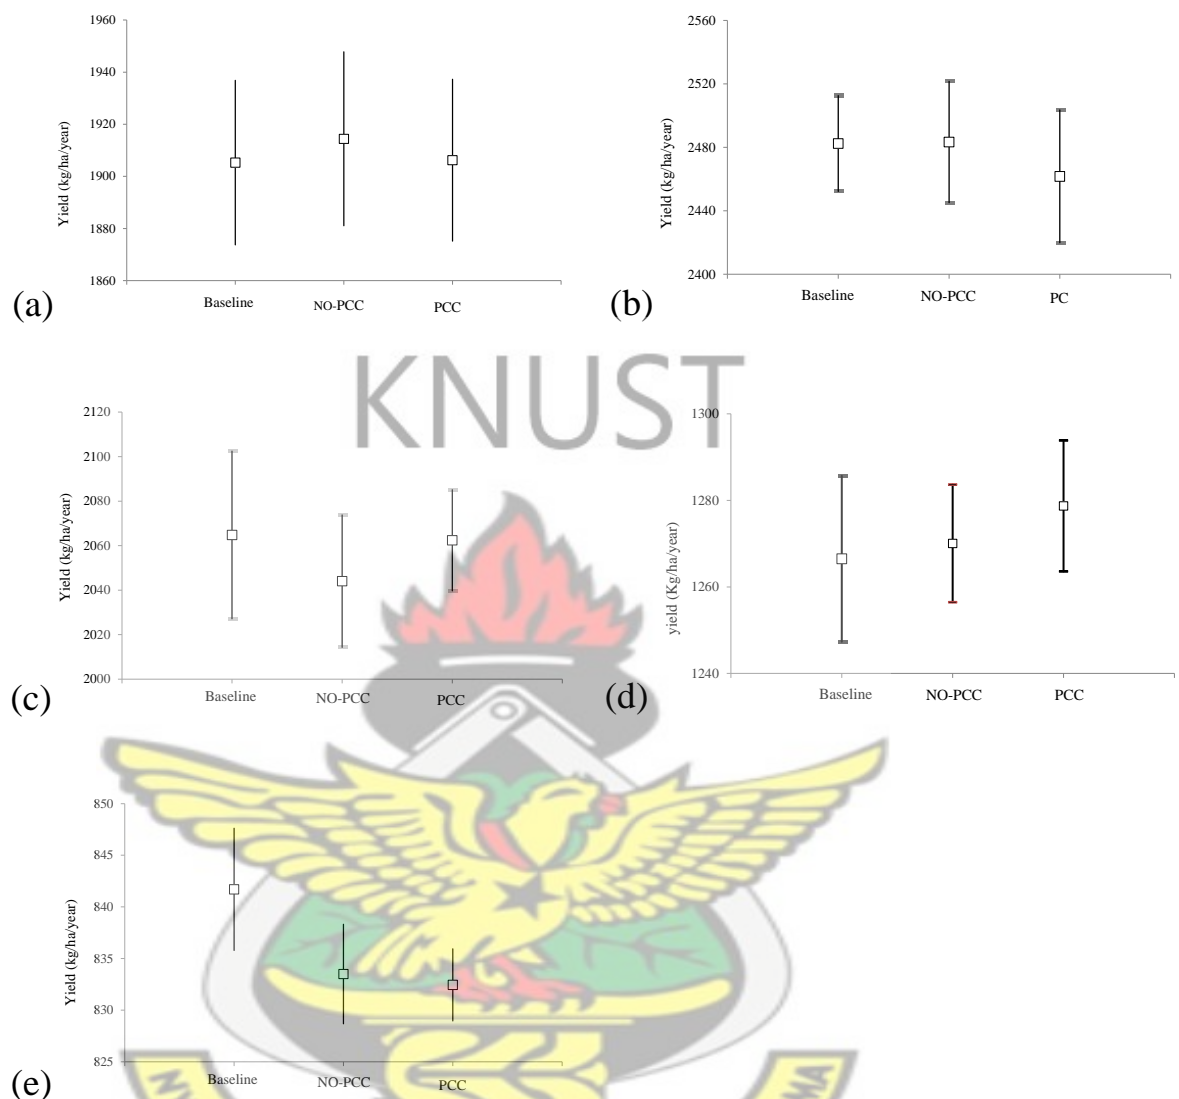 1960
1940
1920
1900
1880
1860
Yield (kg/ha/year)
Baseline
NO-PCC
PCC
(a)
2560
2520
2480
2440
2400
Yield (kg/ha/year)
Baseline
NO-PCC
PC
(b)
KNUST
2120
2100
2080
2060
2040
2020
2000
Yield (kg/ha/year)
Baseline
NO-PCC
PCC
(c)
1300
1280
1260
1240
yield (Kg/ha/year)
Baseline
NO-PCC
PCC
(d)
850
845
840
835
830
825
Yield (kg/ha/year)
Baseline
NO-PCC
PCC
(e)